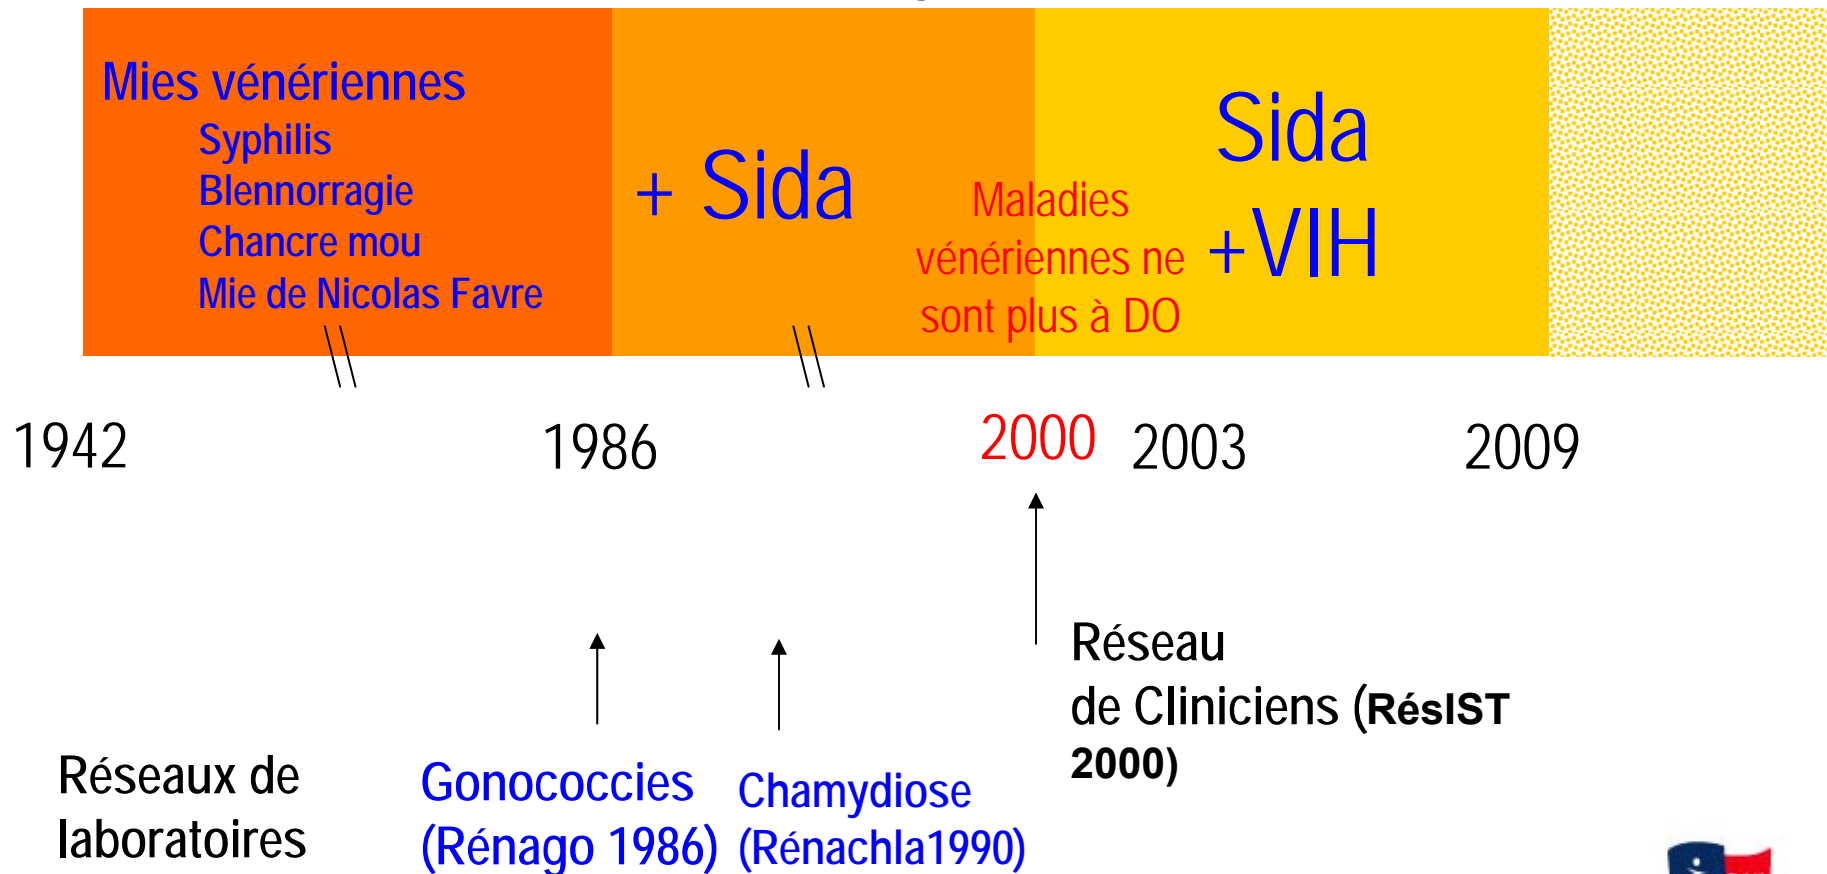 Mies vénériennes
Syphilis
Blennorragie
Chancre mou
Mie de Nicolas Favre
+ Sida
Maladies
vénériennes ne
sont plus à DO
Sida
+VIH
1942
1986
2000
2003
2009
Réseau
de Cliniciens (RésIST
2000)
Réseaux de
laboratoires
Gonococcies
(Rénago 1986)
Chamydiose
(Rénachla1990)